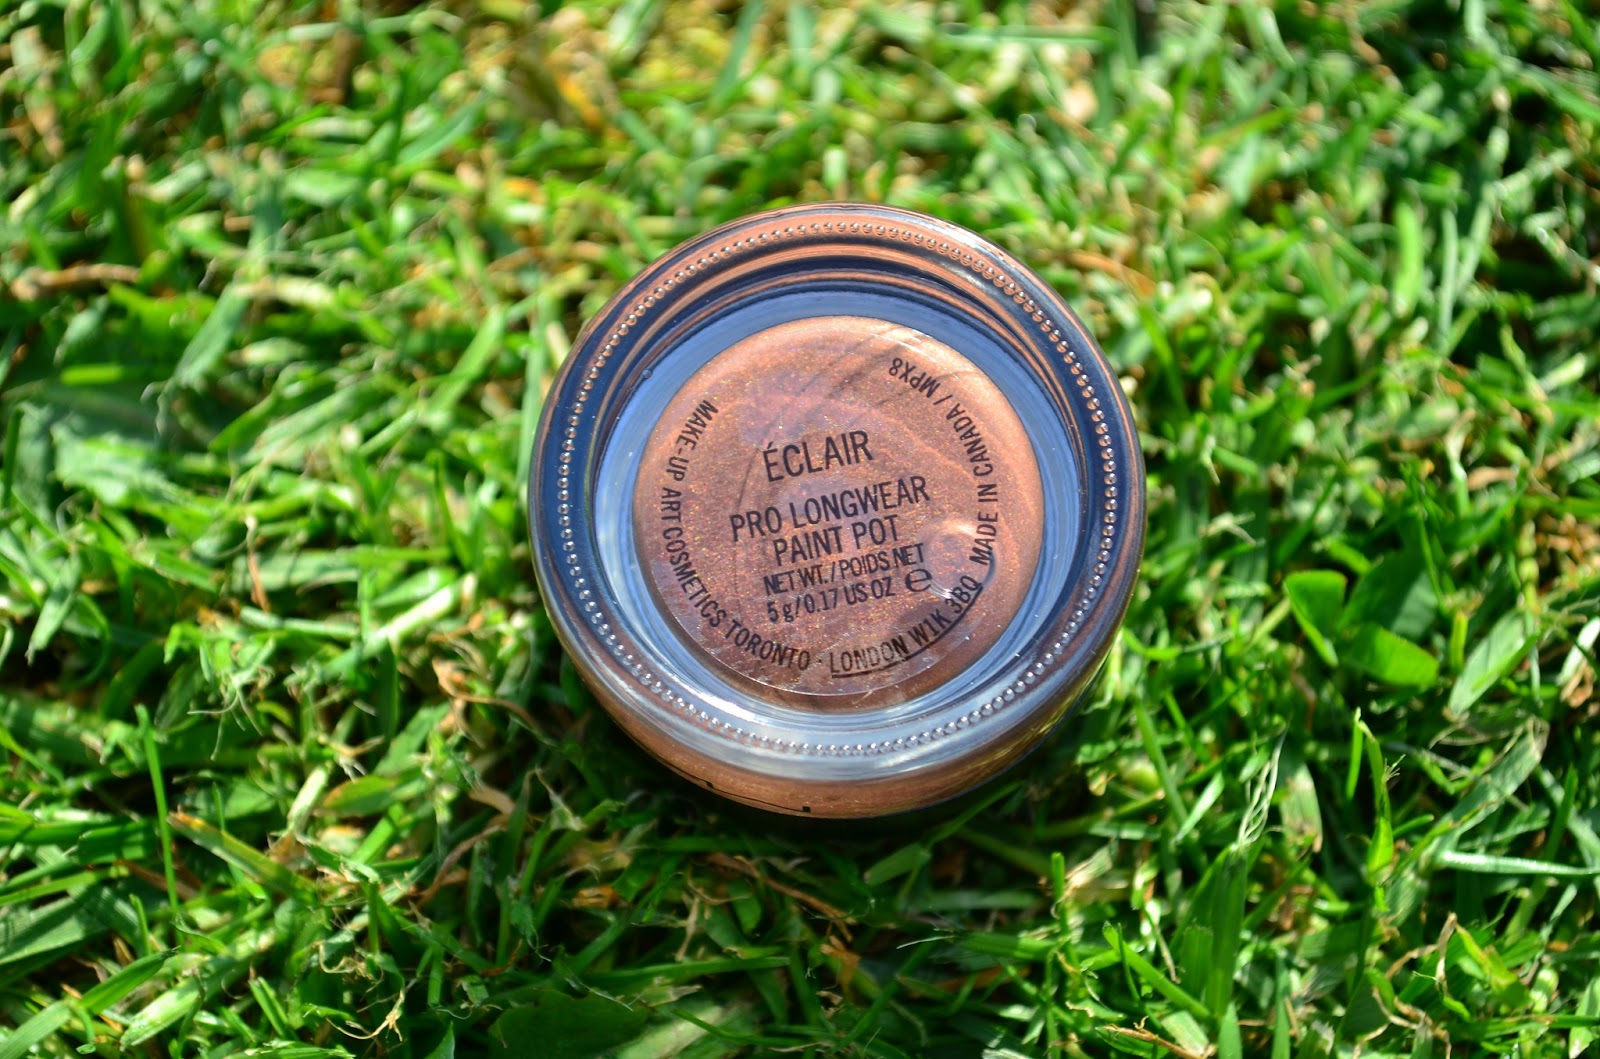 ÉCLAIR
PRO LONGWEAR
PAINT POT
NET WT./POIDS NET
5 g/0.17 US OZ ℮
MAKE-UP ART COSMETICS TORONTO - LONDON W1K 3BQ MADE IN CANADA / MPX8